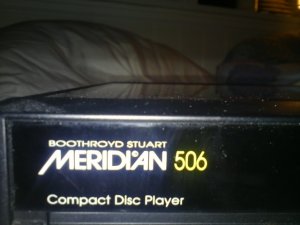 BOOTHROYD STUART
MERIDIAN 506
Compact Disc Player